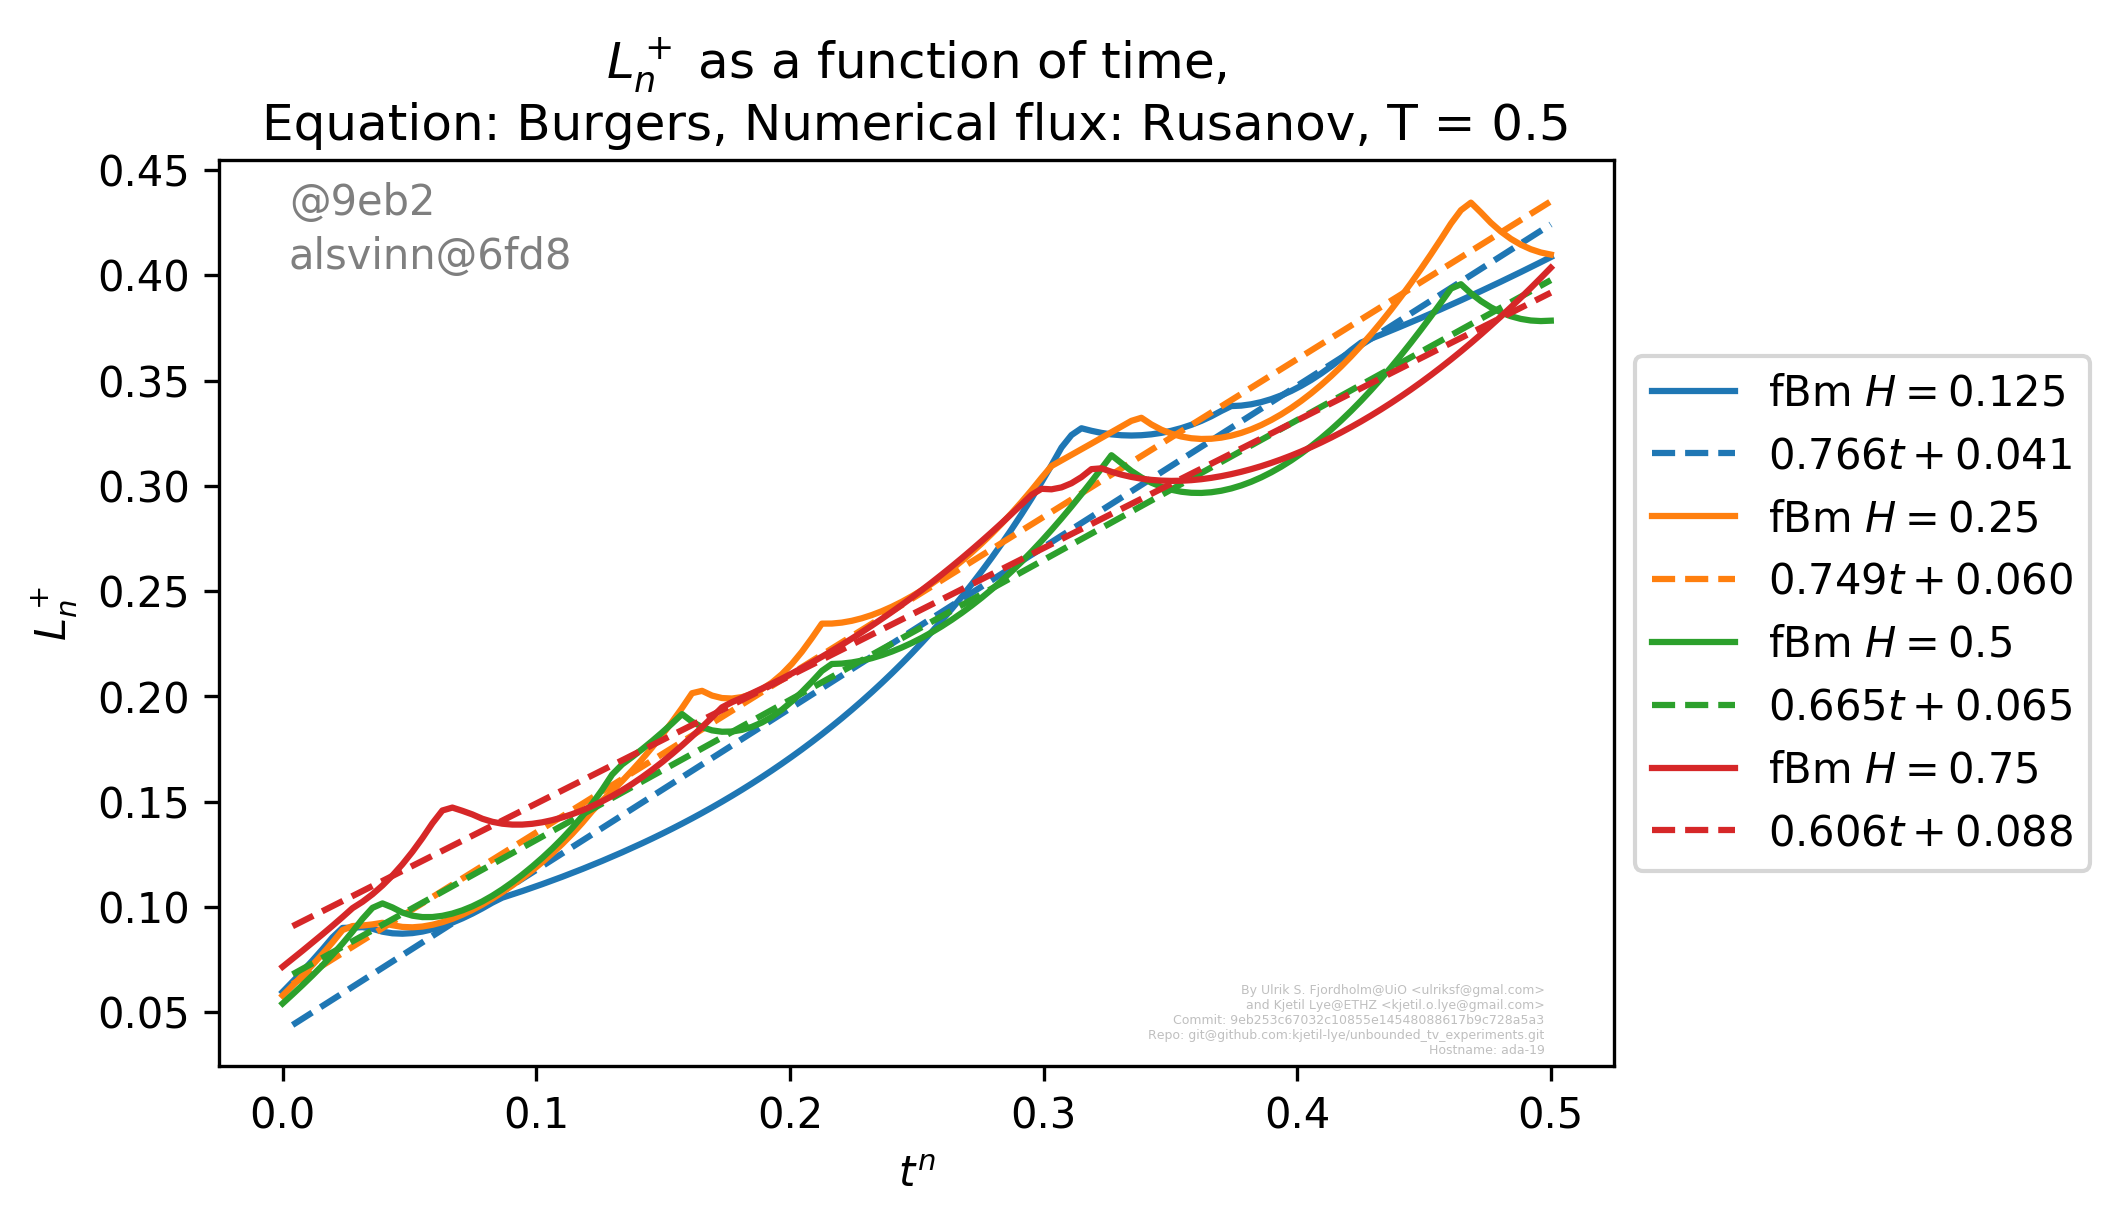 L_n^+ as a function of time,
Equation: Burgers, Numerical flux: Rusanov, T = 0.5
@9eb2
alsvinn@6fd8
0.45
0.40
0.35
0.30
0.25
0.20
0.15
0.10
0.05
L_n^+
0.0 0.1 0.2 0.3 0.4 0.5
t^n
fBm H = 0.125
0.766t + 0.041
fBm H = 0.25
0.749t + 0.060
fBm H = 0.5
0.665t + 0.065
fBm H = 0.75
0.606t + 0.088
By Ulrik S. Fjordholm@UiO <ulriksf@gmal.com>
and Kjetil Lye@ETHZ <kjetil.o.lye@gmail.com>
Commit: 9eb253c67032c10855e14548088617b9c728a5a3
Repo: git@github.com:kjetil-lye/unbounded_tv_experiments.git
Hostname: ada-19